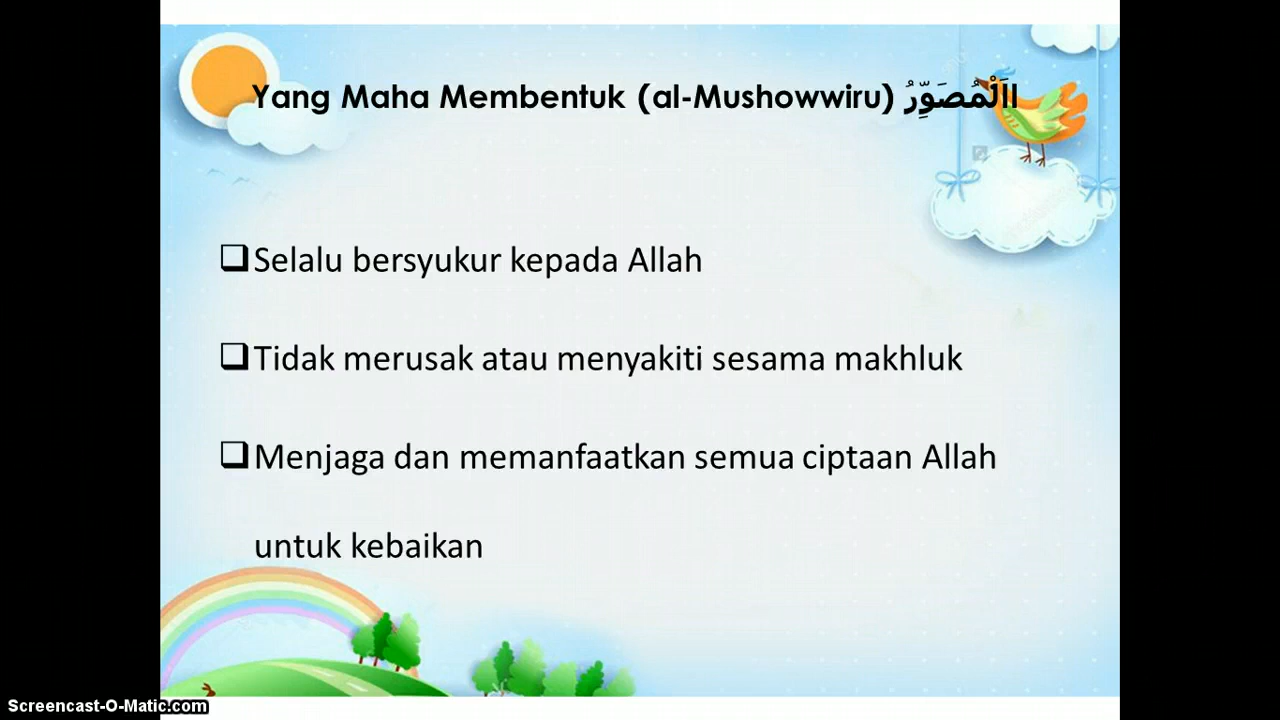 Yang Maha Membentuk (al-Mushowwiru) ااَلْمُصَوِّرُ
❑Selalu bersyukur kepada Allah
❑Tidak merusak atau menyakiti sesama makhluk
❑Menjaga dan memanfaatkan semua ciptaan Allah
untuk kebaikan
Screencast-O-Matic.com